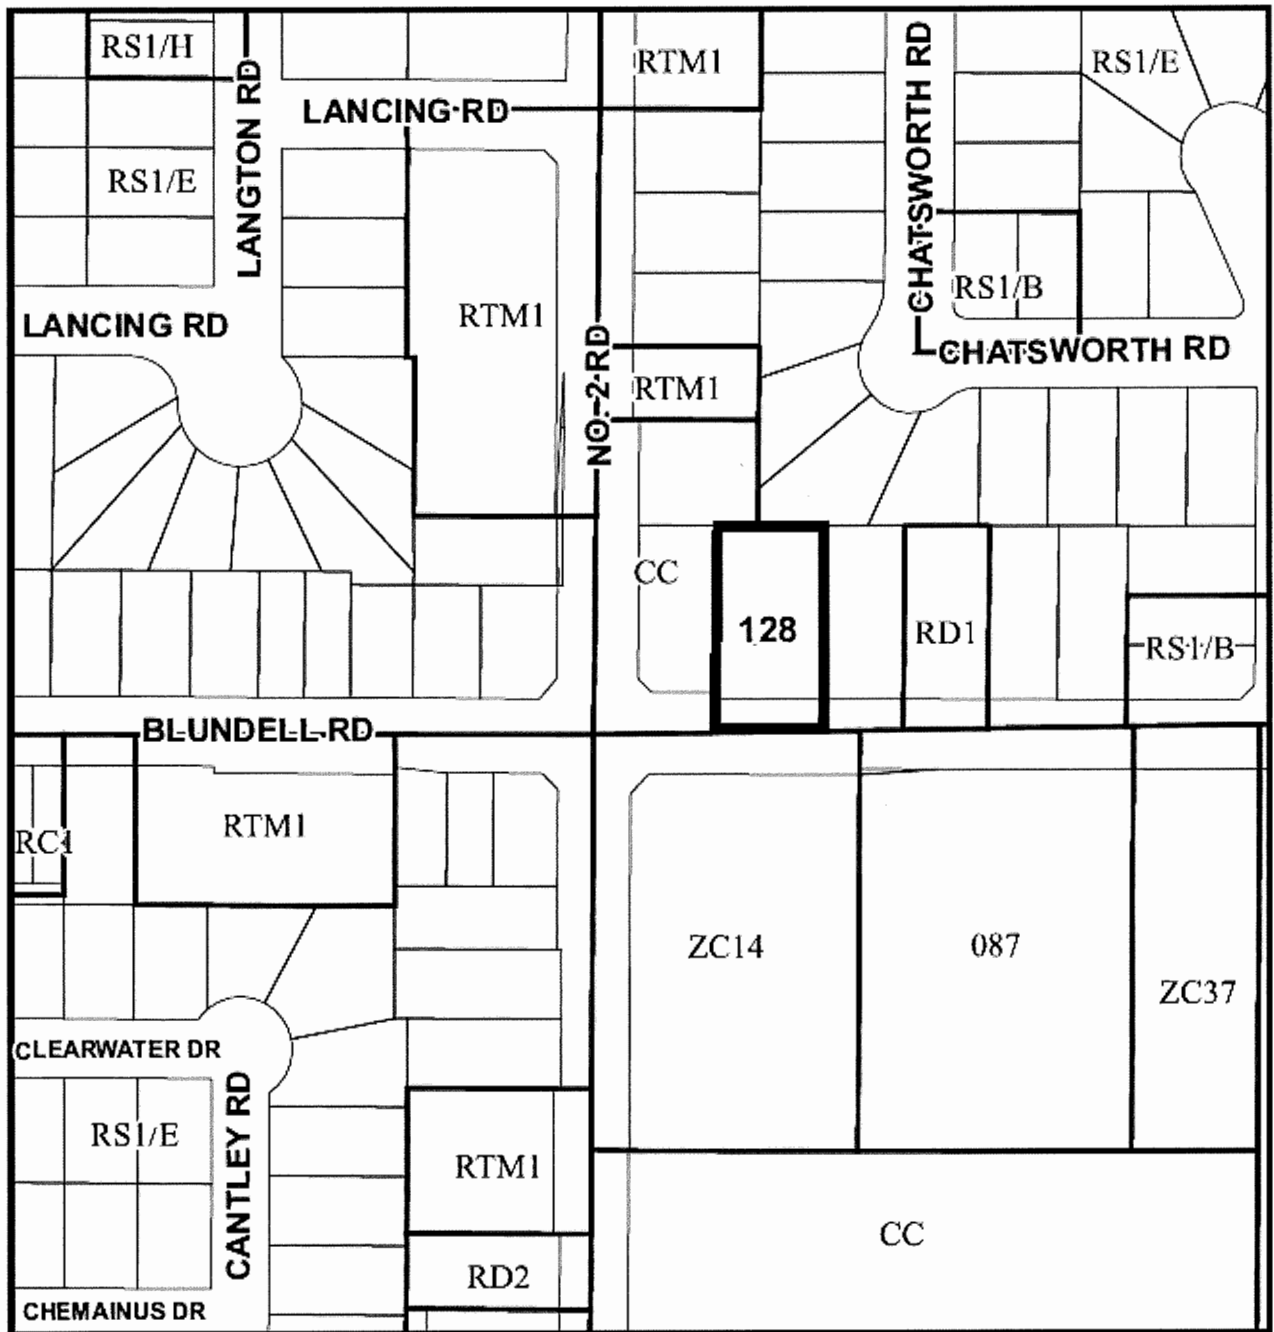 RS1/H
RTM1
RS1/E
LANGTON RD
LANCING RD
CHATSWORTH RD
RS1/E
RS1/B
LANCING RD
RTM1
NO. 2 RD
CHATSWORTH RD
RTM1
CC
128
RD1
RS1/B
BLUNDELL RD
RC1
RTM1
ZC14
087
ZC37
CLEARWATER DR
RS1/E
CANTLEY RD
RTM1
CC
RD2
CHEMAINUS DR